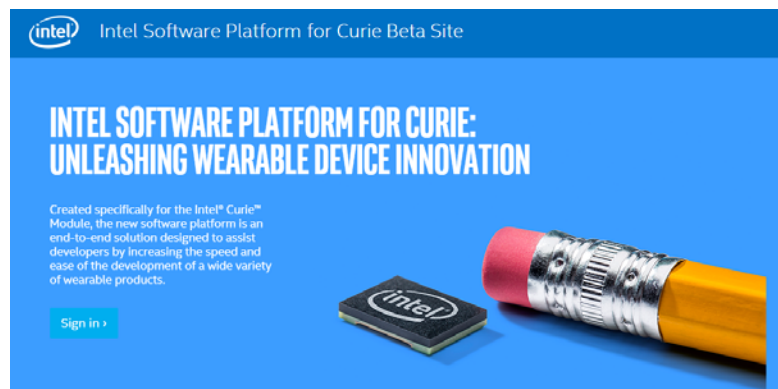 intel
Intel Software Platform for Curie Beta Site
INTEL SOFTWARE PLATFORM FOR CURIE:
UNLEASHING WEARABLE DEVICE INNOVATION
Created specifically for the Intel® Curie™
Module, the new software platform is an
end-to-end solution designed to assist
developers by increasing the speed and
ease of the development of a wide variety
of wearable products.
Sign in ›
intel